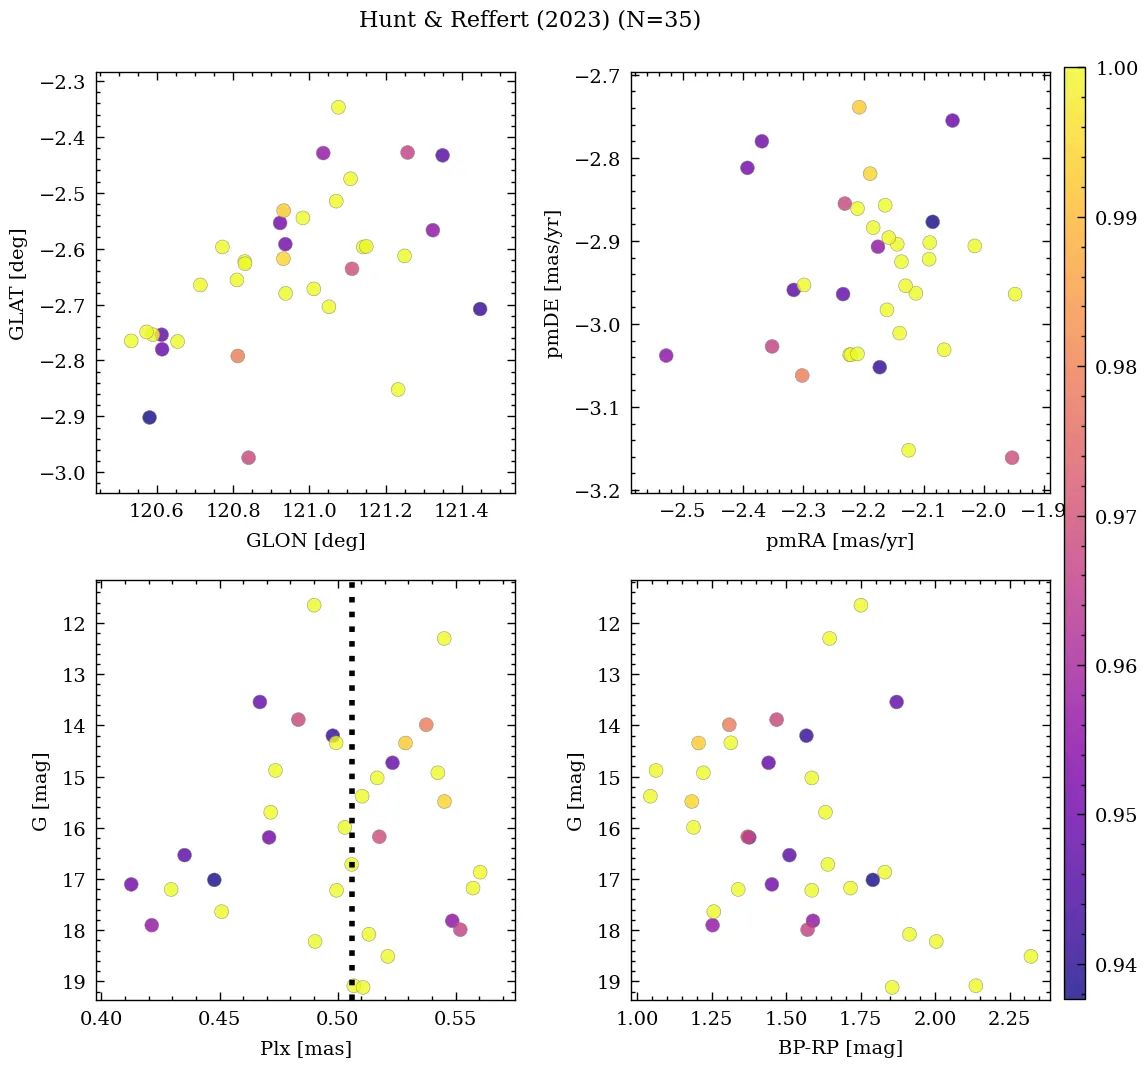 Hunt & Reffert (2023) (N=35)
−2.3
−2.4
−2.5
−2.6
−2.7
−2.8
−2.9
−3.0
GLAT [deg]
120.6 120.8 121.0 121.2 121.4
GLON [deg]
−2.7
−2.8
−2.9
−3.0
−3.1
−3.2
pmDE [mas/yr]
−2.5 −2.4 −2.3 −2.2 −2.1 −2.0 −1.9
pmRA [mas/yr]
12
13
14
15
16
17
18
19
G [mag]
0.40 0.45 0.50 0.55
Plx [mas]
12
13
14
15
16
17
18
19
G [mag]
1.00 1.25 1.50 1.75 2.00 2.25
BP-RP [mag]
1.00
0.99
0.98
0.97
0.96
0.95
0.94